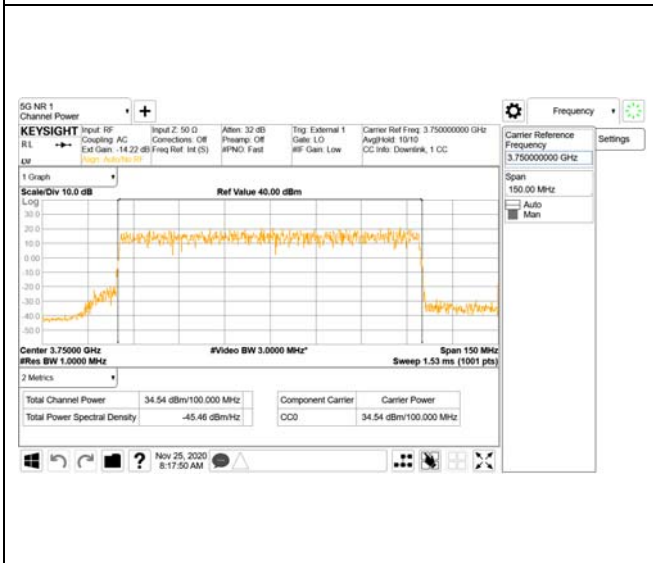 5G NR 1
Channel Power
Frequency
KEYSIGHT
RL
Input: RF
Coupling: AC
Ext Gain: -14.22 dB
Align: Auto/No RF
Input Z: 50 Ω
Corrections: Off
Freq Ref: Int (S)
Atten: 32 dB
Preamp: Off
#PNO: Fast
Trig: External 1
Gate: LO
#IF Gain: Low
Carrier Ref Freq: 3.750000000 GHz
Avg|Hold: 10/10
CC Info: Downlink, 1 CC
Carrier Reference
Frequency
3.750000000 GHz
Settings
Span
150.00 MHz
Auto
Man
1 Graph
Scale/Div 10.0 dB
Ref Value 40.00 dBm
Log
30.0
20.0
10.0
0.00
-10.0
-20.0
-30.0
-40.0
-50.0
Center 3.75000 GHz
#Video BW 3.0000 MHz*
Span 150 MHz
#Res BW 1.0000 MHz
Sweep 1.53 ms (1001 pts)
2 Metrics
Total Channel Power 34.54 dBm/100.000 MHz
Total Power Spectral Density -45.46 dBm/Hz
Component Carrier Carrier Power
CC0 34.54 dBm/100.000 MHz
?
Nov 25, 2020
8:17:50 AM